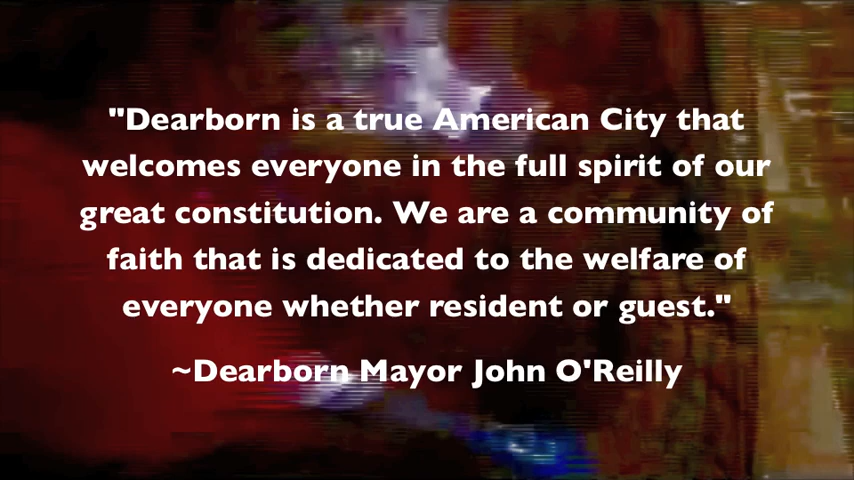 "Dearborn is a true American City that
welcomes everyone in the full spirit of our
great constitution. We are a community of
faith that is dedicated to the welfare of
everyone whether resident or guest."
~Dearborn Mayor John O'Reilly